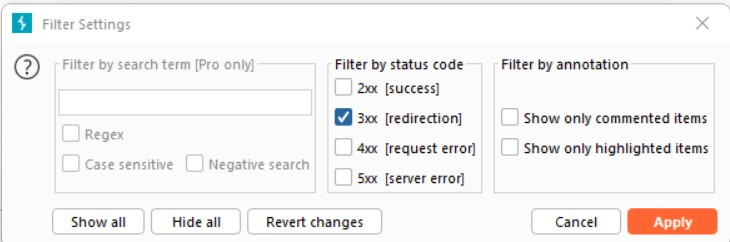 Filter Settings
Filter by search term [Pro only]
Regex
Case sensitive
Negative search
Filter by status code
2xx [success]
3xx [redirection]
4xx [request error]
5xx [server error]
Filter by annotation
Show only commented items
Show only highlighted items
Show all
Hide all
Revert changes
Cancel
Apply